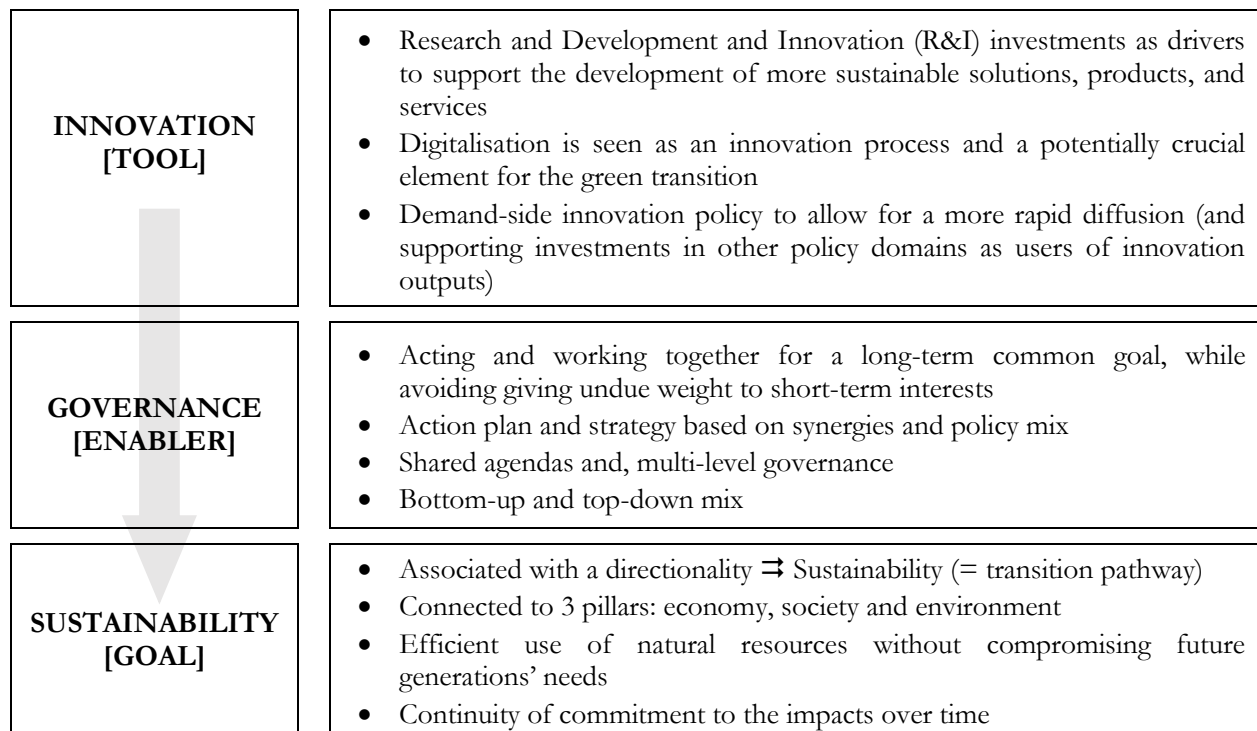 INNOVATION
[TOOL]
• Research and Development and Innovation (R&I) investments as drivers
to support the development of more sustainable solutions, products, and
services
• Digitalisation is seen as an innovation process and a potentially crucial
element for the green transition
• Demand-side innovation policy to allow for a more rapid diffusion (and
supporting investments in other policy domains as users of innovation
outputs)
GOVERNANCE
[ENABLER]
• Acting and working together for a long-term common goal, while
avoiding giving undue weight to short-term interests
• Action plan and strategy based on synergies and policy mix
• Shared agendas and, multi-level governance
• Bottom-up and top-down mix
SUSTAINABILITY
[GOAL]
• Associated with a directionality ⇉ Sustainability (= transition pathway)
• Connected to 3 pillars: economy, society and environment
• Efficient use of natural resources without compromising future
generations’ needs
• Continuity of commitment to the impacts over time